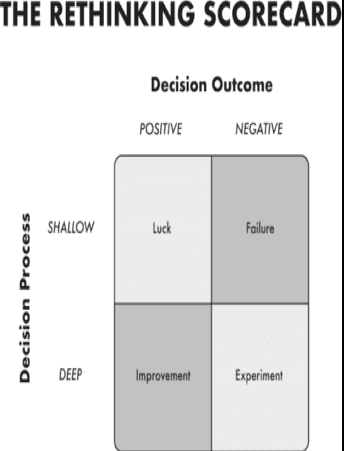 THE RETHINKING SCORECARD
Decision Outcome
POSITIVE NEGATIVE
SHALLOW Luck Failure
Decision Process
DEEP Improvement Experiment